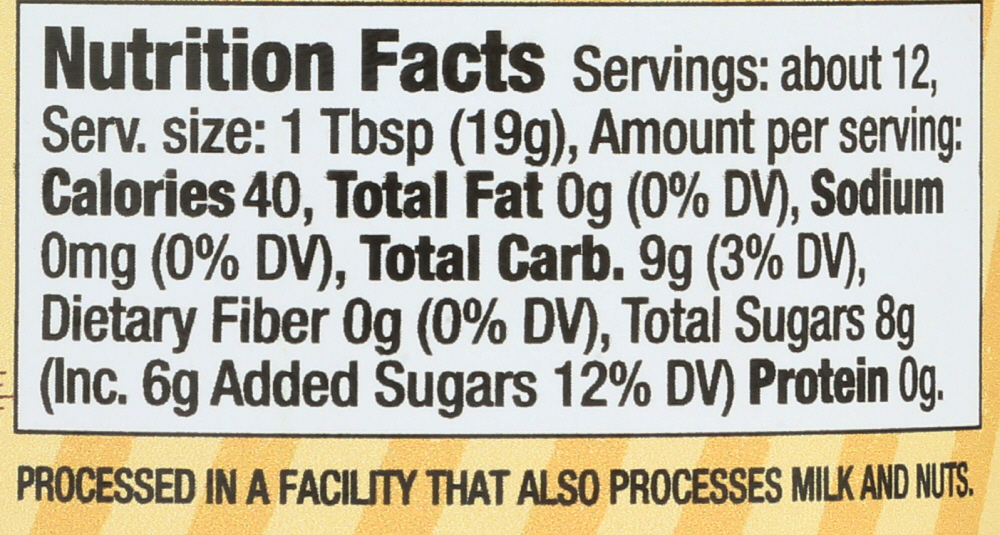 Nutrition Facts Servings: about 12,
Serv. size: 1 Tbsp (19g), Amount per serving:
Calories 40, Total Fat 0g (0% DV), Sodium
0mg (0% DV), Total Carb. 9g (3% DV),
Dietary Fiber 0g (0% DV), Total Sugars 8g
(Inc. 6g Added Sugars 12% DV) Protein 0g.
PROCESSED IN A FACILITY THAT ALSO PROCESSES MILK AND NUTS.